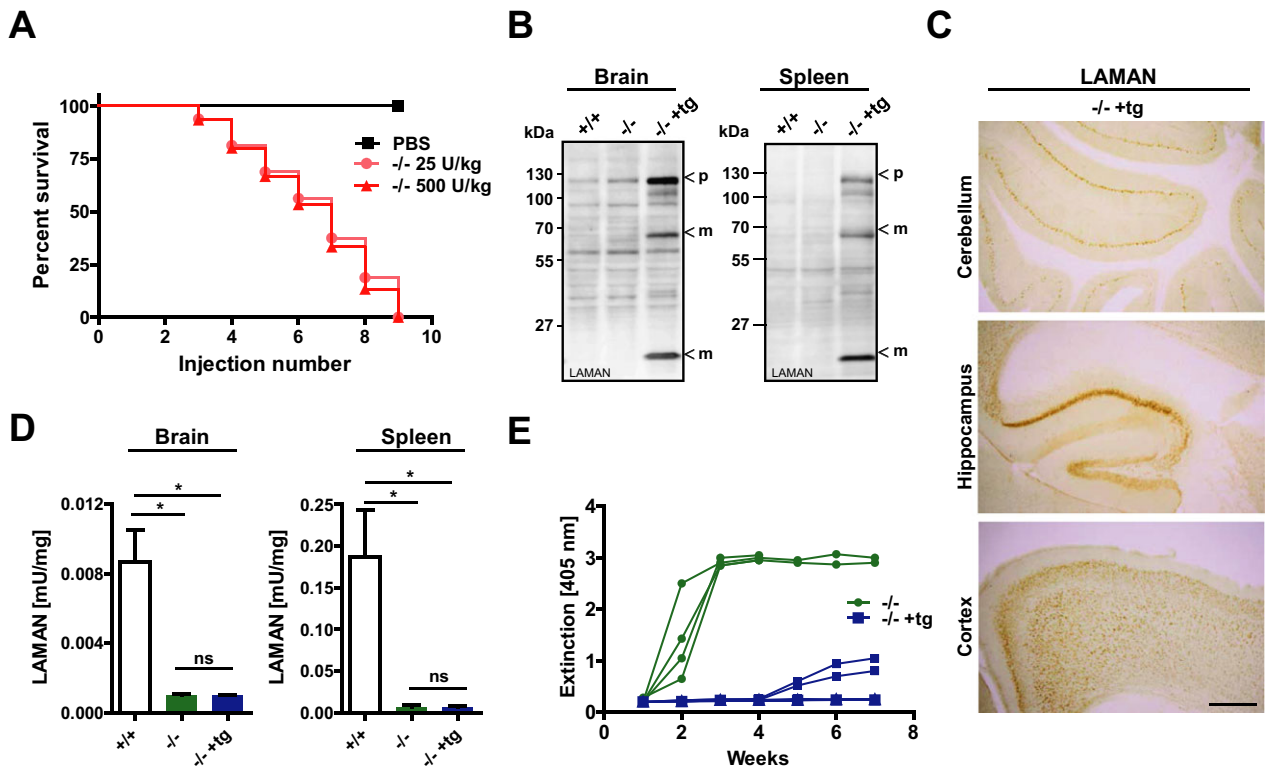 A
Percent survival
100
75
50
25
0
0 2 4 6 8 10
Injection number
PBS
-/- 25 U/kg
-/- 500 U/kg
B
Brain
Spleen
+/+ -/- -/- +tg
+/+ -/- -/- +tg
kDa
130
100
70
55
27
< p
< m
< m
LAMAN
kDa
130
100
70
55
27
< p
< m
< m
LAMAN
C
LAMAN
-/- +tg
Cerebellum
Hippocampus
Cortex
D
Brain
LAMAN [mU/mg]
0.012
0.008
0.004
0.000
*
*
ns
+/+ -/- -/- +tg
Spleen
LAMAN [mU/mg]
0.25
0.20
0.15
0.10
0.05
0.00
*
*
ns
+/+ -/- -/- +tg
E
Extinction [405 nm]
4
3
2
1
0
0 2 4 6 8
Weeks
-/-
-/- +tg